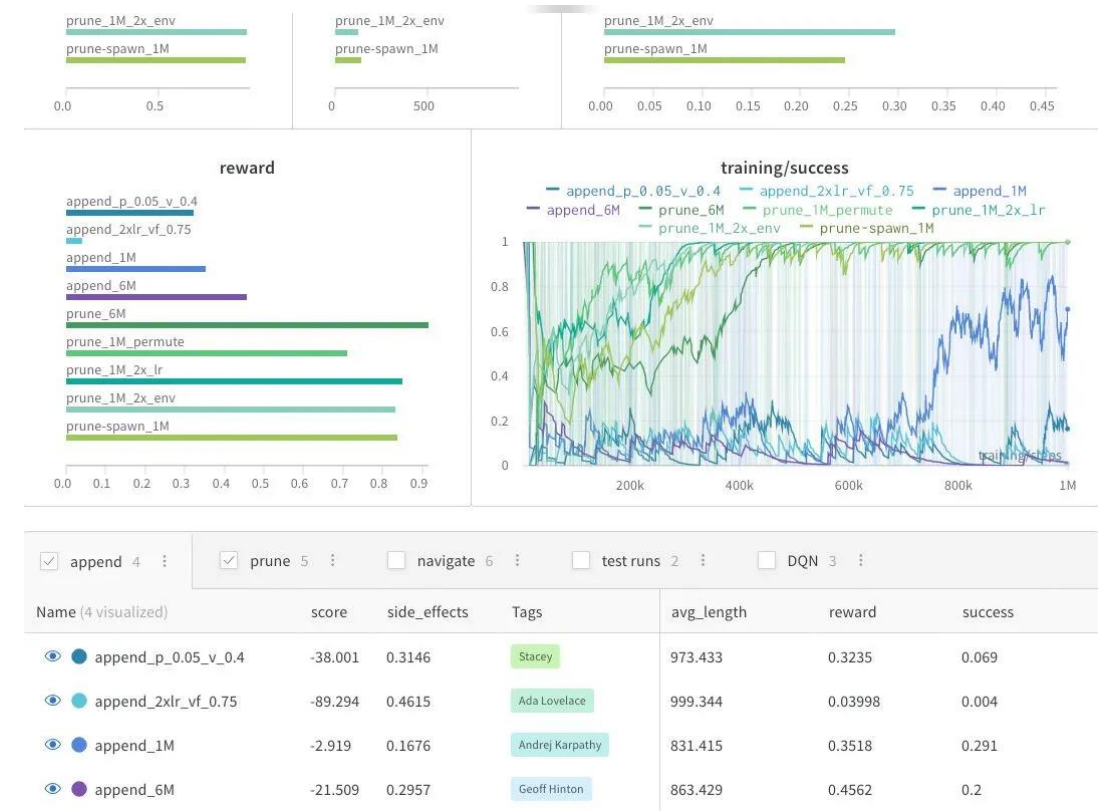 prune_1M_2x_env prune_1M_2x_env prune_1M_2x_env
prune-spawn_1M prune-spawn_1M prune-spawn_1M
0.0 0.5 0 500 0.00 0.05 0.10 0.15 0.20 0.25 0.30 0.35 0.40 0.45
reward
append_p_0.05_v_0.4
append_2xlr_vf_0.75
append_1M
append_6M
prune_6M
prune_1M_permute
prune_1M_2x_lr
prune_1M_2x_env
prune-spawn_1M
0.0 0.1 0.2 0.3 0.4 0.5 0.6 0.7 0.8 0.9
training/success
append_p_0.05_v_0.4 append_2xlr_vf_0.75 append_1M
append_6M prune_6M prune_1M_permute prune_1M_2x_lr
prune_1M_2x_env prune-spawn_1M
1
0.8
0.6
0.4
0.2
0
training/steps
200k 400k 600k 800k 1M
append 4 prune 5 navigate 6 test runs 2 DQN 3
Name (4 visualized) score side_effects Tags avg_length reward success
append_p_0.05_v_0.4 -38.001 0.3146 Stacey 973.433 0.3235 0.069
append_2xlr_vf_0.75 -89.294 0.4615 Ada Lovelace 999.344 0.03998 0.004
append_1M -2.919 0.1676 Andrej Karpathy 831.415 0.3518 0.291
append_6M -21.509 0.2957 Geoff Hinton 863.429 0.4562 0.2